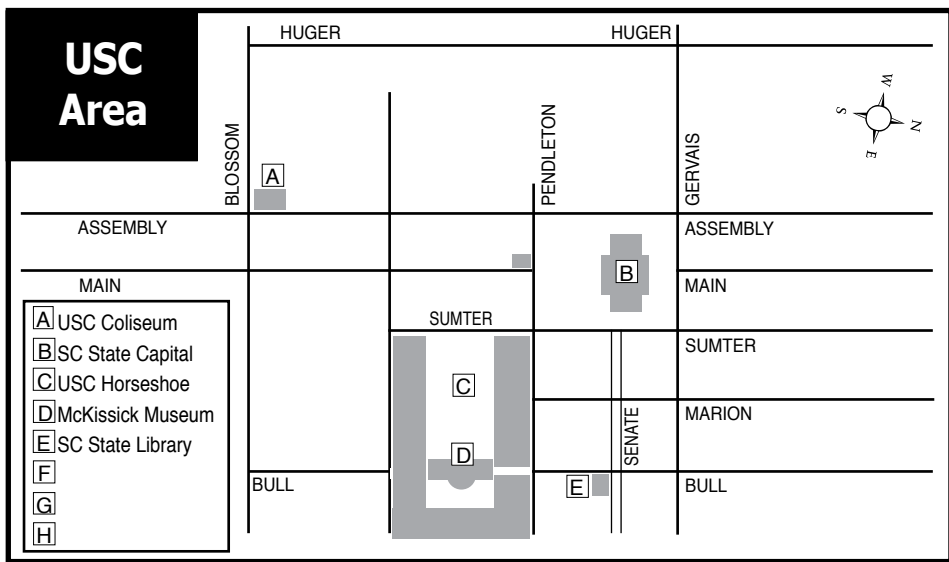 USC
Area
HUGER
HUGER
W
S
N
E
BLOSSOM
PENDLETON
GERVAIS
A
ASSEMBLY
ASSEMBLY
B
MAIN
MAIN
A USC Coliseum
B SC State Capital
C USC Horseshoe
D McKissick Museum
E SC State Library
F
G
H
SUMTER
SUMTER
C
MARION
SENATE
D
BULL
E
BULL